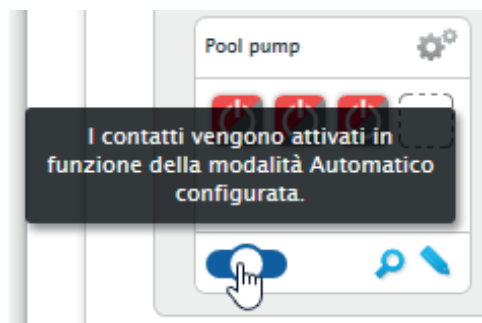 Pool pump
I contatti vengono attivati in
funzione della modalità Automatico
configurata.